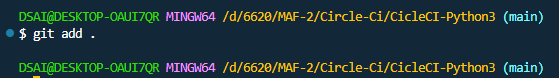 DSAI@DESKTOP-OAUI7QR MINGW64 /d/6620/MAF-2/Circle-Ci/CicleCI-Python3 (main)
$ git add .
DSAI@DESKTOP-OAUI7QR MINGW64 /d/6620/MAF-2/Circle-Ci/CicleCI-Python3 (main)